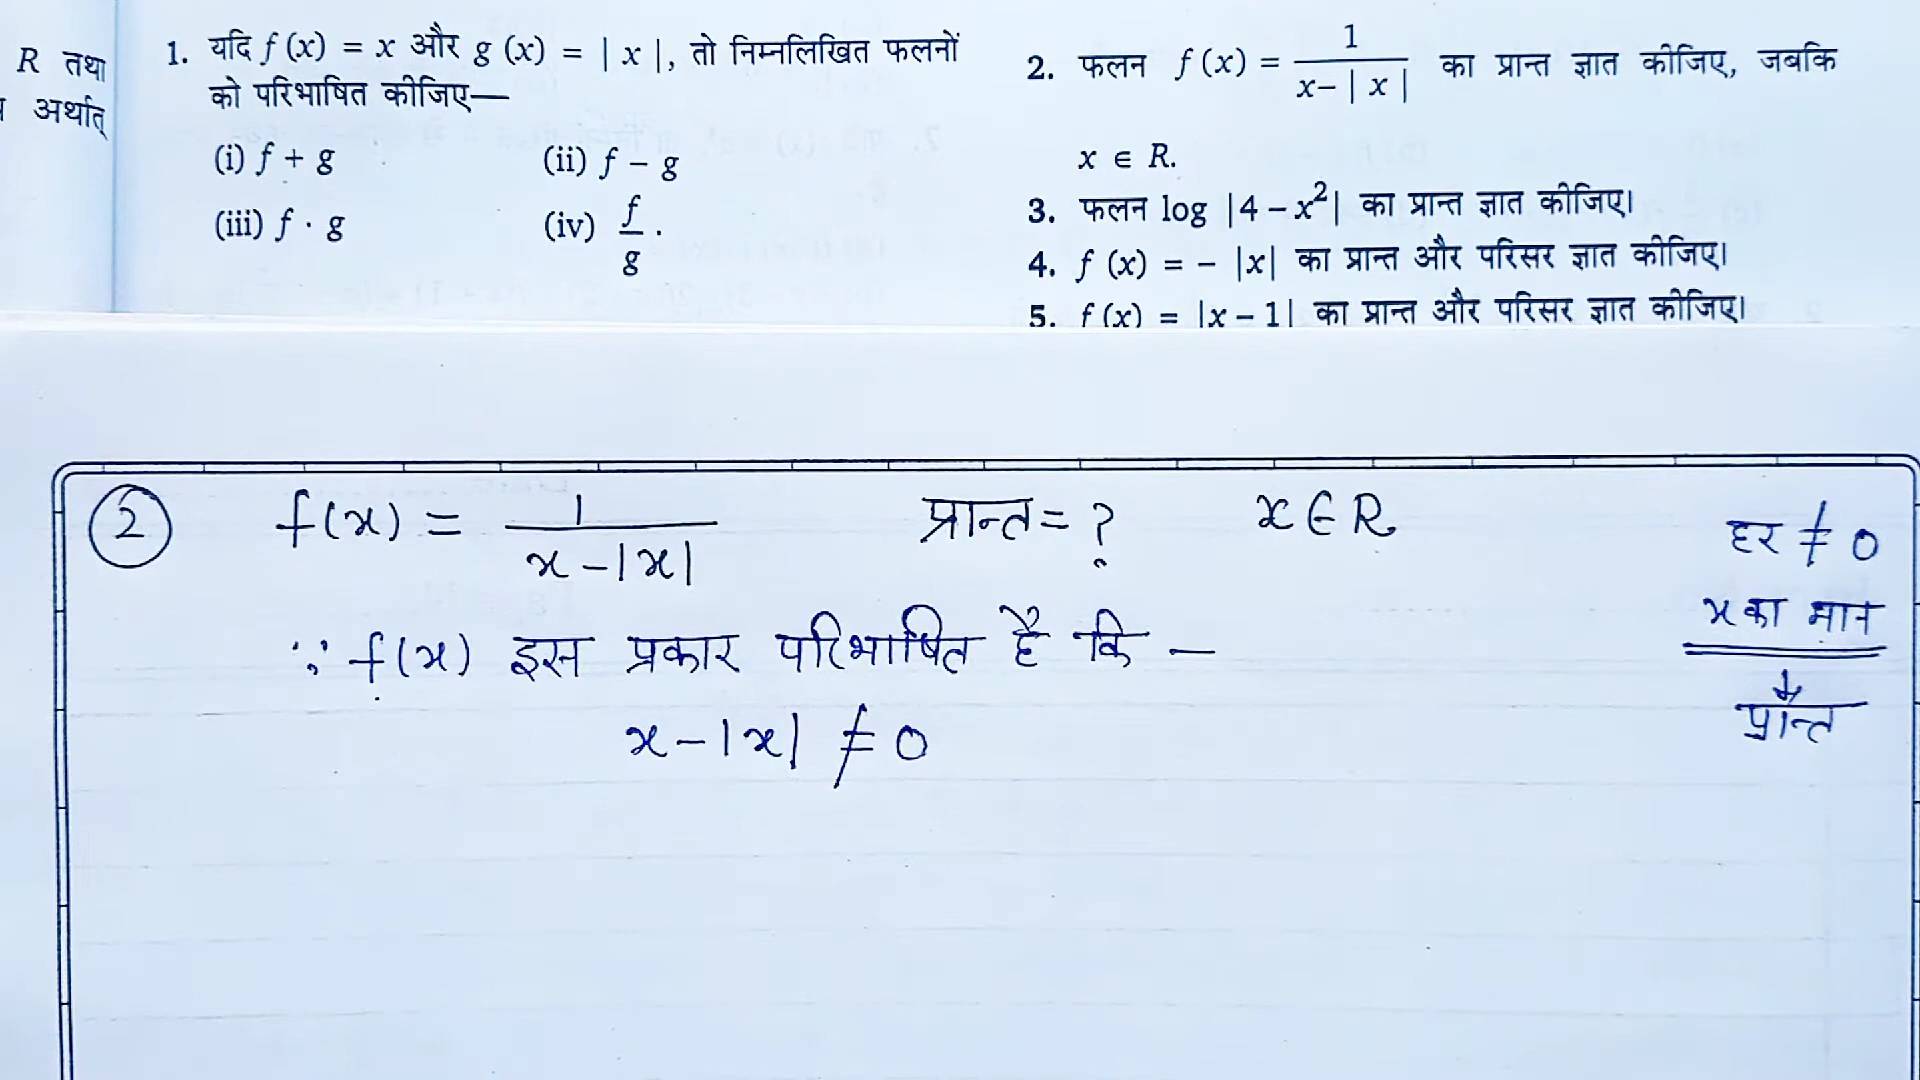 R तथा
अर्थात्
1. यदि f (x) = x और g (x) = | x |, तो निम्नलिखित फलनों
को परिभाषित कीजिए—
(i) f + g (ii) f − g
(iii) f · g (iv) f/g .
2. फलन f (x) = 1/(x−| x |) का प्रान्त ज्ञात कीजिए, जबकि
x ∈ R.
3. फलन log |4 − x²| का प्रान्त ज्ञात कीजिए।
4. f (x) = − |x| का प्रान्त और परिसर ज्ञात कीजिए।
5. f (x) = |x − 1| का प्रान्त और परिसर ज्ञात कीजिए।
② f(x) = 1/(x−|x|) प्रान्त = ? x ∈ R
∵ f(x) इस प्रकार परिभाषित है कि —
x − |x| ≠ 0
हर ≠ 0
x का मान
↓
प्रान्त